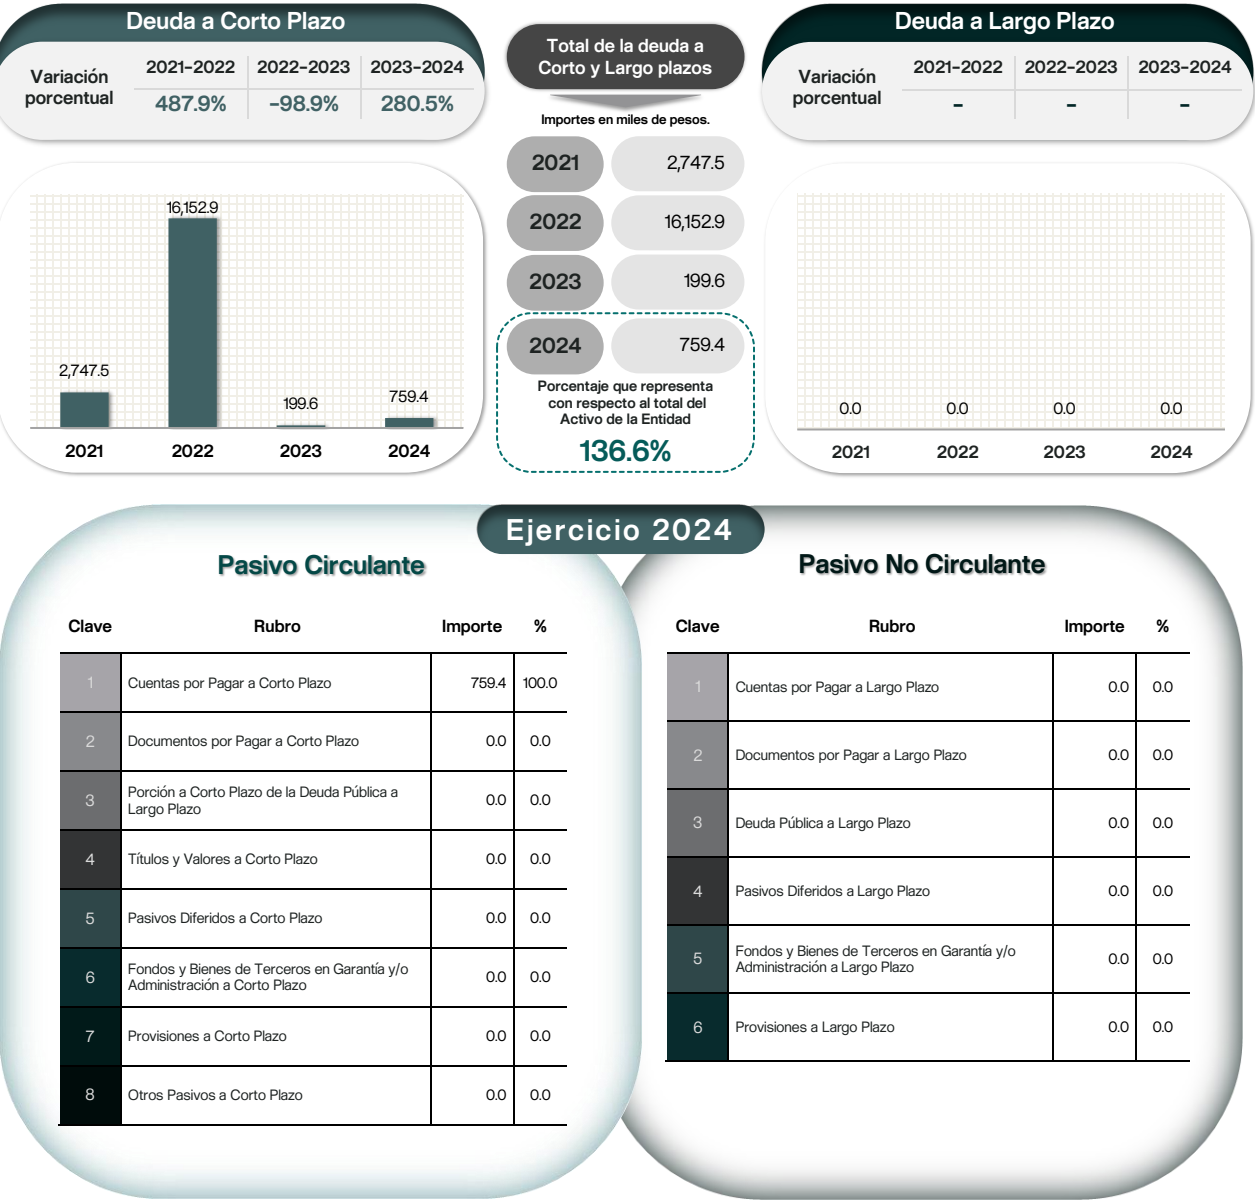 Deuda a Corto Plazo
Variación
porcentual
2021-2022 2022-2023 2023-2024
487.9% -98.9% 280.5%
16,152.9
2,747.5
199.6
759.4
2021 2022 2023 2024
Total de la deuda a
Corto y Largo plazos
Importes en miles de pesos.
2021 2,747.5
2022 16,152.9
2023 199.6
2024 759.4
Porcentaje que representa
con respecto al total del
Activo de la Entidad
136.6%
Deuda a Largo Plazo
Variación
porcentual
2021-2022 2022-2023 2023-2024
- - -
0.0 0.0 0.0 0.0
2021 2022 2023 2024
Ejercicio 2024
Pasivo Circulante
Clave Rubro Importe %
1 Cuentas por Pagar a Corto Plazo 759.4 100.0
2 Documentos por Pagar a Corto Plazo 0.0 0.0
3 Porción a Corto Plazo de la Deuda Pública a
Largo Plazo 0.0 0.0
4 Títulos y Valores a Corto Plazo 0.0 0.0
5 Pasivos Diferidos a Corto Plazo 0.0 0.0
6 Fondos y Bienes de Terceros en Garantía y/o
Administración a Corto Plazo 0.0 0.0
7 Provisiones a Corto Plazo 0.0 0.0
8 Otros Pasivos a Corto Plazo 0.0 0.0
Pasivo No Circulante
Clave Rubro Importe %
1 Cuentas por Pagar a Largo Plazo 0.0 0.0
2 Documentos por Pagar a Largo Plazo 0.0 0.0
3 Deuda Pública a Largo Plazo 0.0 0.0
4 Pasivos Diferidos a Largo Plazo 0.0 0.0
5 Fondos y Bienes de Terceros en Garantía y/o
Administración a Largo Plazo 0.0 0.0
6 Provisiones a Largo Plazo 0.0 0.0